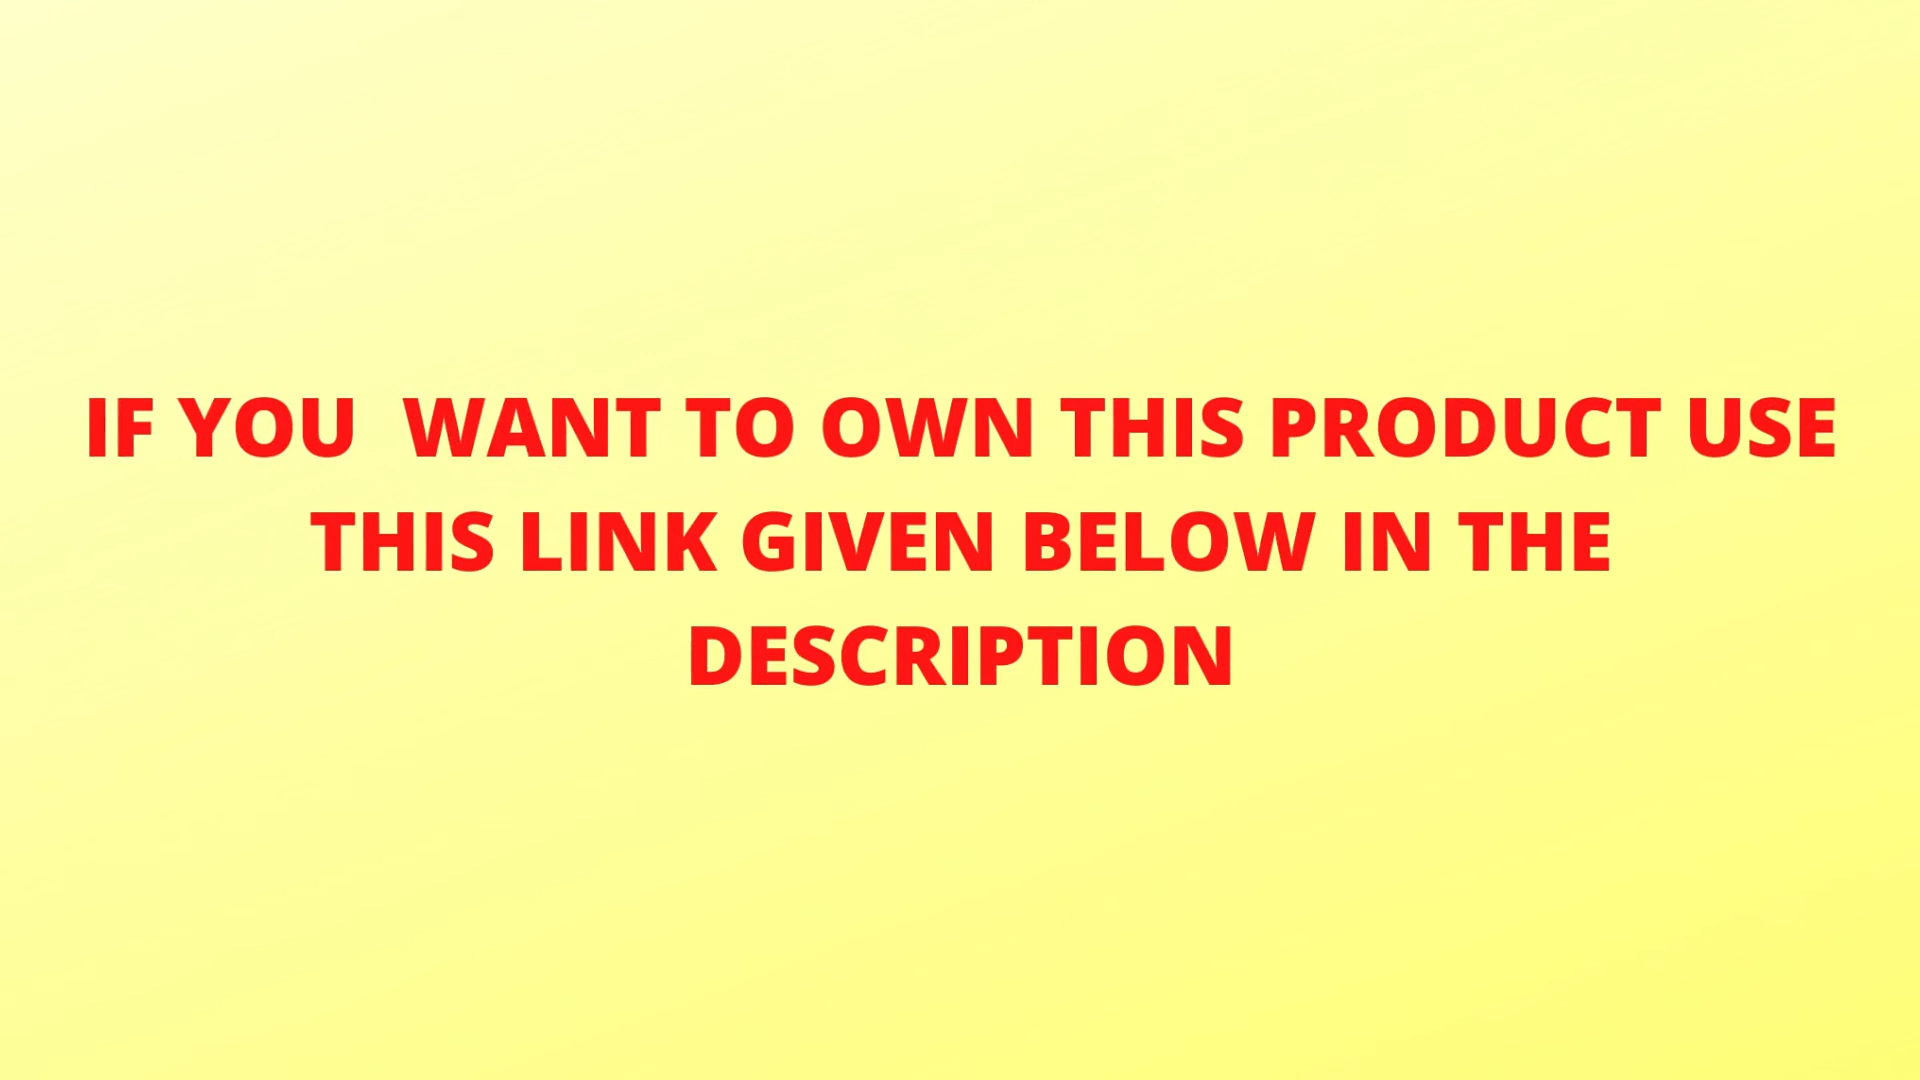 IF YOU  WANT TO OWN THIS PRODUCT USE
THIS LINK GIVEN BELOW IN THE
DESCRIPTION